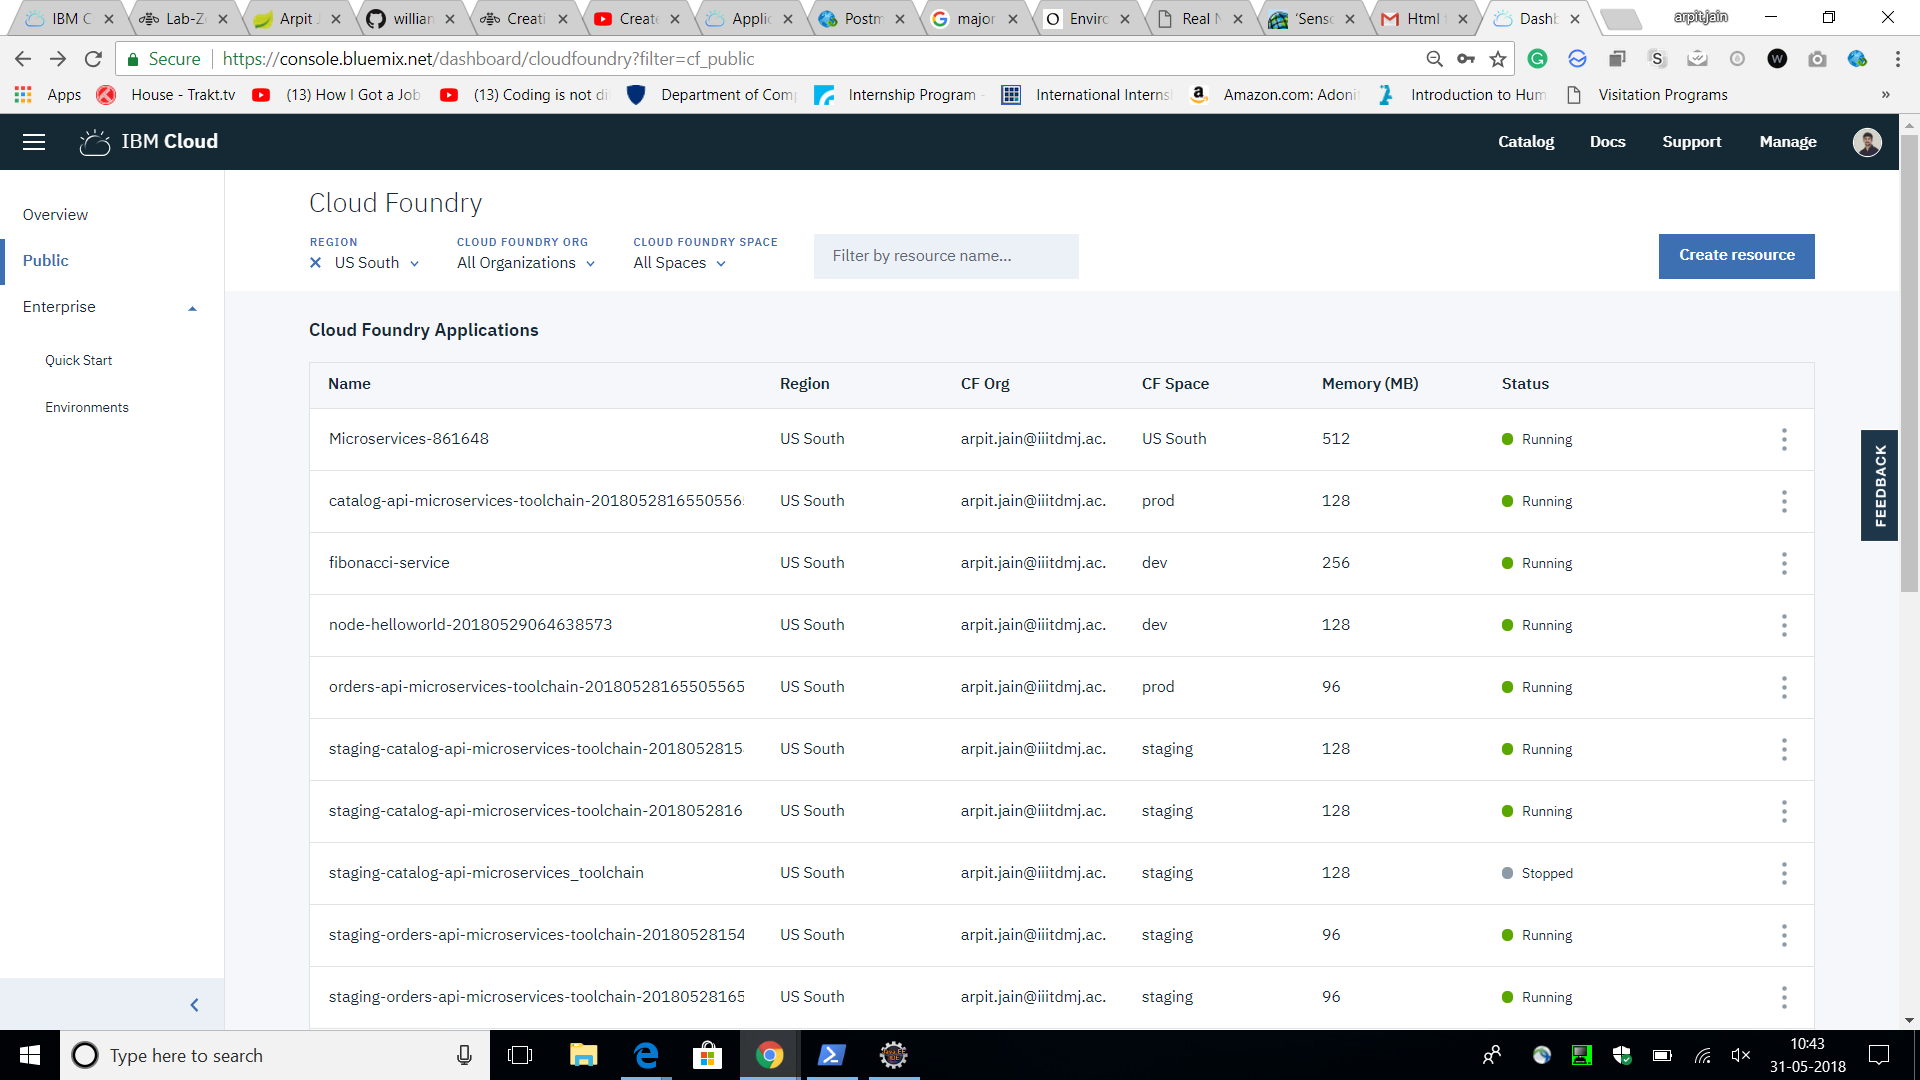 IBM C
Lab-Z
Arpit J
willian
Creati
Create
Applic
Postm
major
Enviro
Real N
'Senso
Html
Dashb
arpitjain
Secure https://console.bluemix.net/dashboard/cloudfoundry?filter=cf_public
Apps House - Trakt.tv (13) How I Got a Job (13) Coding is not di Department of Comp Internship Program - International Interns Amazon.com: Adonit Introduction to Hum Visitation Programs »
IBM Cloud Catalog Docs Support Manage
Overview
Public
Enterprise
Quick Start
Environments
Cloud Foundry
REGION CLOUD FOUNDRY ORG CLOUD FOUNDRY SPACE
US South All Organizations All Spaces Filter by resource name... Create resource
Cloud Foundry Applications
Name Region CF Org CF Space Memory (MB) Status
Microservices-861648 US South arpit.jain@iiitdmj.ac. US South 512 Running
catalog-api-microservices-toolchain-20180528165505565 US South arpit.jain@iiitdmj.ac. prod 128 Running
fibonacci-service US South arpit.jain@iiitdmj.ac. dev 256 Running
node-helloworld-20180529064638573 US South arpit.jain@iiitdmj.ac. dev 128 Running
orders-api-microservices-toolchain-20180528165505565 US South arpit.jain@iiitdmj.ac. prod 96 Running
staging-catalog-api-microservices-toolchain-20180528154 US South arpit.jain@iiitdmj.ac. staging 128 Running
staging-catalog-api-microservices-toolchain-2018052816 US South arpit.jain@iiitdmj.ac. staging 128 Running
staging-catalog-api-microservices_toolchain US South arpit.jain@iiitdmj.ac. staging 128 Stopped
staging-orders-api-microservices-toolchain-20180528154 US South arpit.jain@iiitdmj.ac. staging 96 Running
staging-orders-api-microservices-toolchain-20180528165 US South arpit.jain@iiitdmj.ac. staging 96 Running
FEEDBACK
Type here to search
10:43
31-05-2018